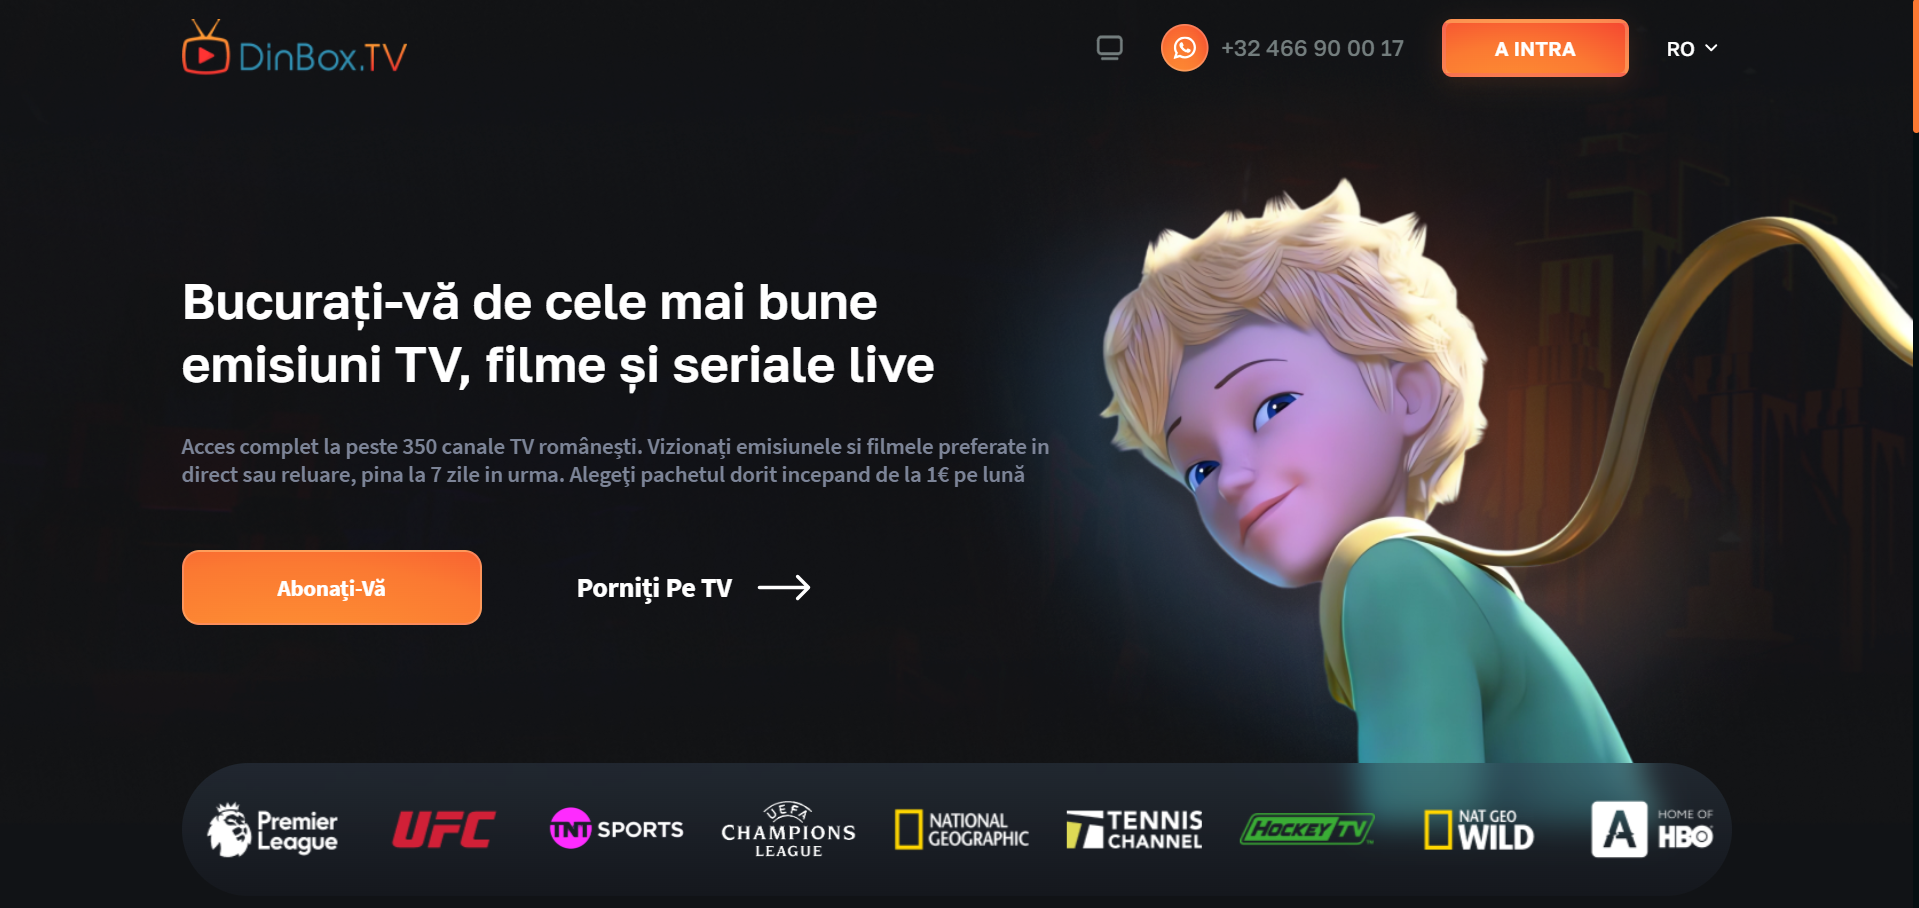 DinBox.TV
+32 466 90 00 17
A INTRA
RO
Bucurați-vă de cele mai bune
emisiuni TV, filme și seriale live
Acces complet la peste 350 canale TV românești. Vizionați emisiunele si filmele preferate in
direct sau reluare, pina la 7 zile in urma. Alegeți pachetul dorit incepand de la 1€ pe lună
Abonați-Vă
Porniți Pe TV
Premier
League
UFC
TNT SPORTS
UEFA
CHAMPIONS
LEAGUE
NATIONAL
GEOGRAPHIC
TENNIS
CHANNEL
HOCKEY TV
NAT GEO
WILD
A
HOME OF
HBO